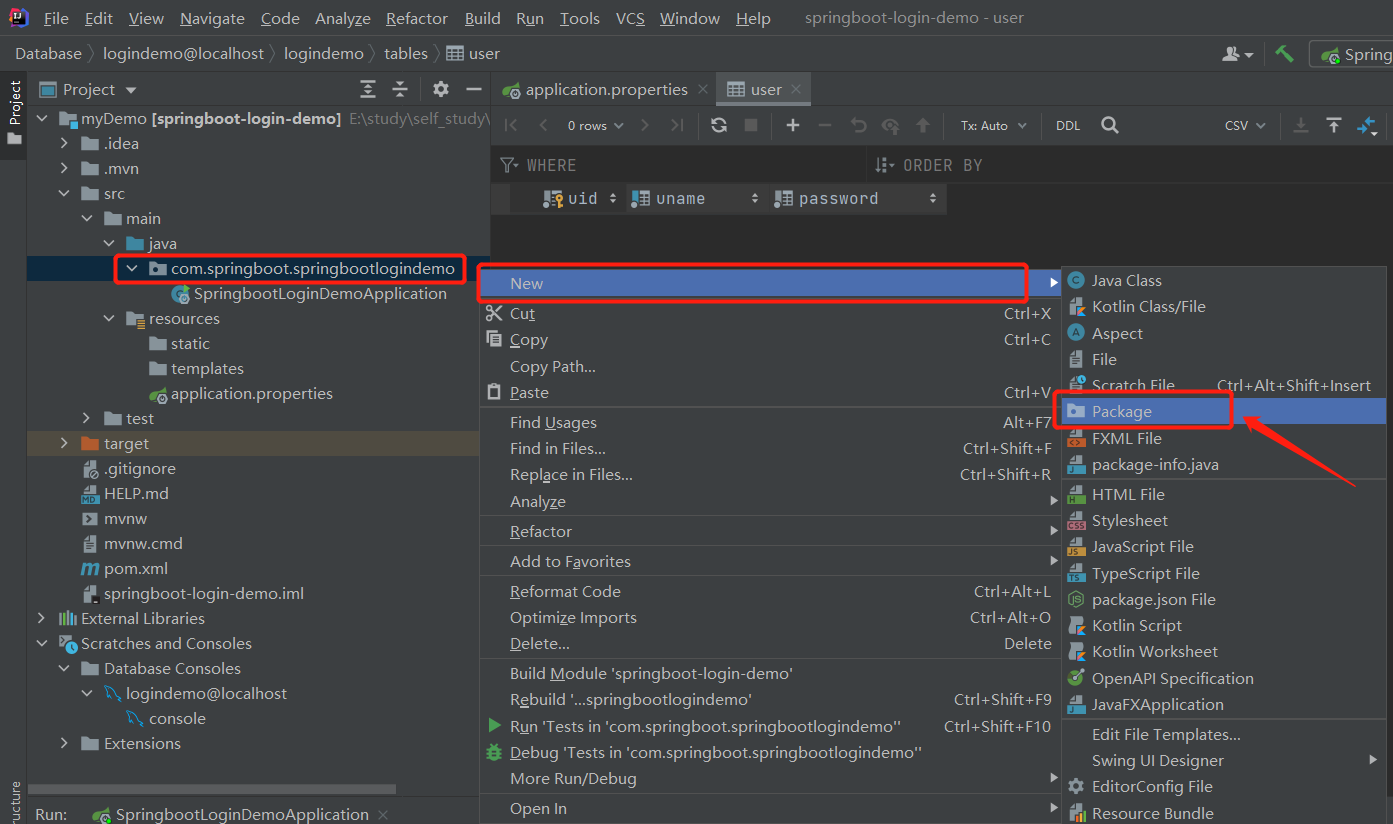 File Edit View Navigate Code Analyze Refactor Build Run Tools VCS Window Help springboot-login-demo - user
Database logindemo@localhost logindemo tables user Spring
Project
Project
application.properties user
myDemo [springboot-login-demo] E:\study\self_study\
0 rows Tx: Auto DDL CSV
.idea
.mvn
WHERE ORDER BY
src
uid uname password
main
java
com.springboot.springbootlogindemo
SpringbootLoginDemoApplication
resources
static
templates
application.properties
test
target
.gitignore
HELP.md
mvnw
mvnw.cmd
pom.xml
springboot-login-demo.iml
External Libraries
Scratches and Consoles
Database Consoles
logindemo@localhost
console
Extensions
New
Cut Ctrl+X
Copy Ctrl+C
Copy Path...
Paste Ctrl+V
Find Usages Alt+F7
Find in Files... Ctrl+Shift+F
Replace in Files... Ctrl+Shift+R
Analyze
Refactor
Add to Favorites
Reformat Code Ctrl+Alt+L
Optimize Imports Ctrl+Alt+O
Delete... Delete
Build Module 'springboot-login-demo'
Rebuild '...springbootlogindemo' Ctrl+Shift+F9
Run 'Tests in 'com.springboot.springbootlogindemo'' Ctrl+Shift+F10
Debug 'Tests in 'com.springboot.springbootlogindemo''
More Run/Debug
Open In
Java Class
Kotlin Class/File
Aspect
File
Scratch File Ctrl+Alt+Shift+Insert
Package
FXML File
package-info.java
HTML File
Stylesheet
JavaScript File
TypeScript File
package.json File
Kotlin Script
Kotlin Worksheet
OpenAPI Specification
JavaFXApplication
Edit File Templates...
Swing UI Designer
EditorConfig File
Resource Bundle
ructure
Run: SpringbootLoginDemoApplication